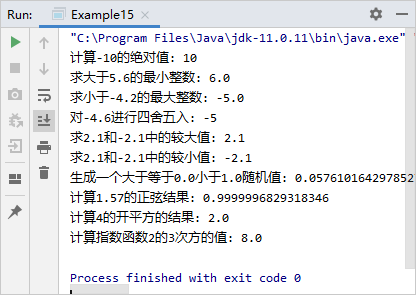 Run: Example15
"C:\Program Files\Java\jdk-11.0.11\bin\java.exe" "
计算-10的绝对值: 10
求大于5.6的最小整数: 6.0
求小于-4.2的最大整数: -5.0
对-4.6进行四舍五入: -5
求2.1和-2.1中的较大值: 2.1
求2.1和-2.1中的较小值: -2.1
生成一个大于等于0.0小于1.0随机值: 0.057610164297852
计算1.57的正弦结果: 0.9999996829318346
计算4的开平方的结果: 2.0
计算指数函数2的3次方的值: 8.0
Process finished with exit code 0